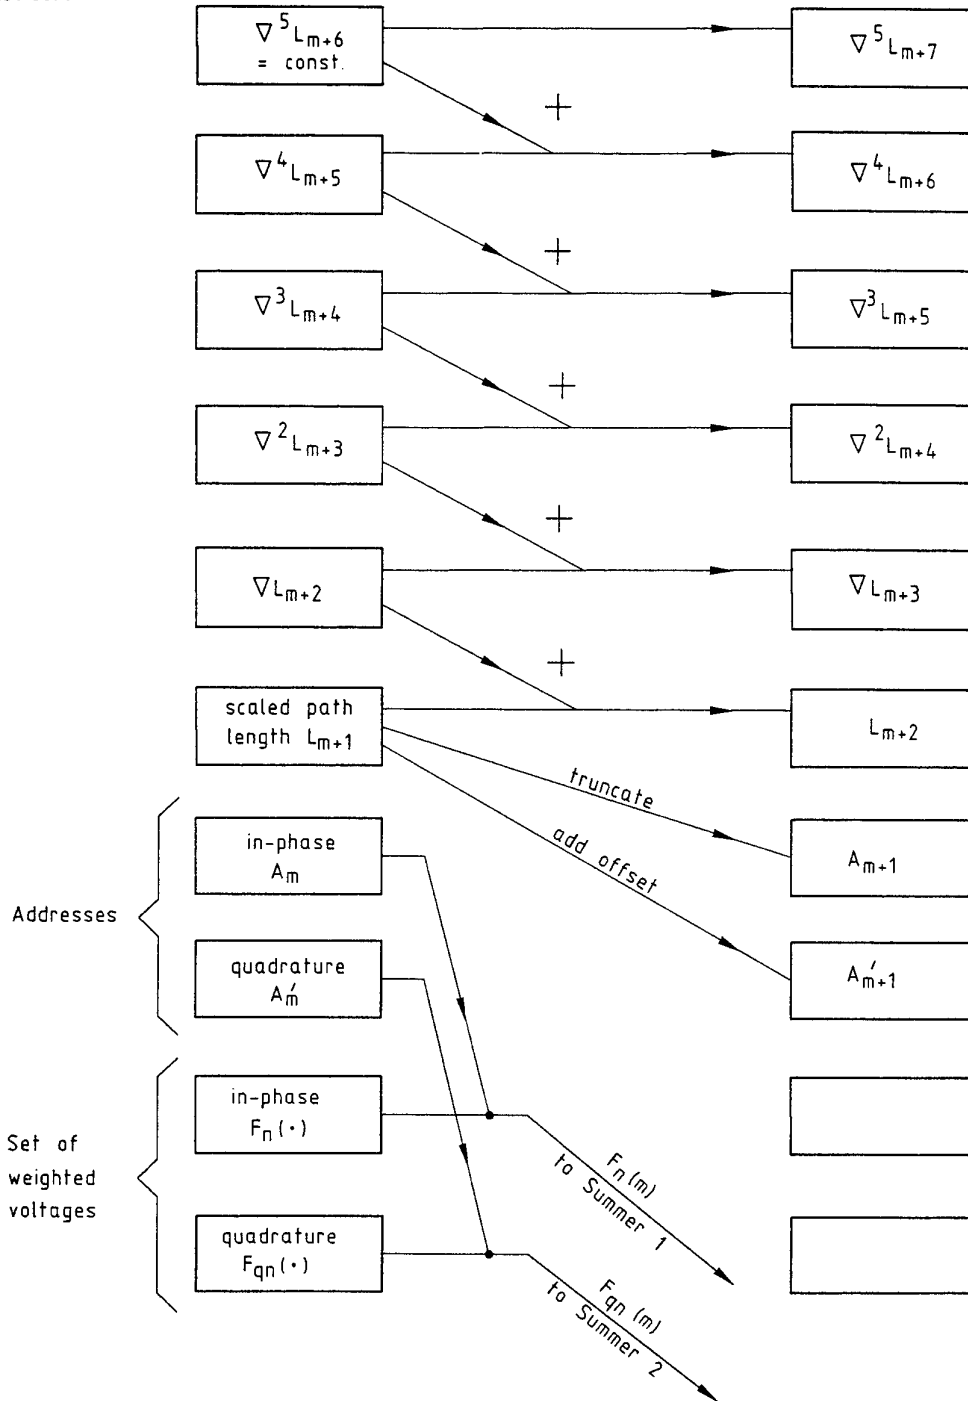 ∇⁵L_{m+6}
= const.
∇⁵L_{m+7}
+
∇⁴L_{m+5}
∇⁴L_{m+6}
+
∇³L_{m+4}
∇³L_{m+5}
+
∇²L_{m+3}
∇²L_{m+4}
+
∇L_{m+2}
∇L_{m+3}
+
scaled path
length L_{m+1}
L_{m+2}
truncate
add offset
Addresses
in-phase
A_m
A_{m+1}
quadrature
A′_m
A′_{m+1}
Set of
weighted
voltages
in-phase
F_n(·)
F_n(m)
to Summer 1
quadrature
F_{qn}(·)
F_{qn}(m)
to Summer 2